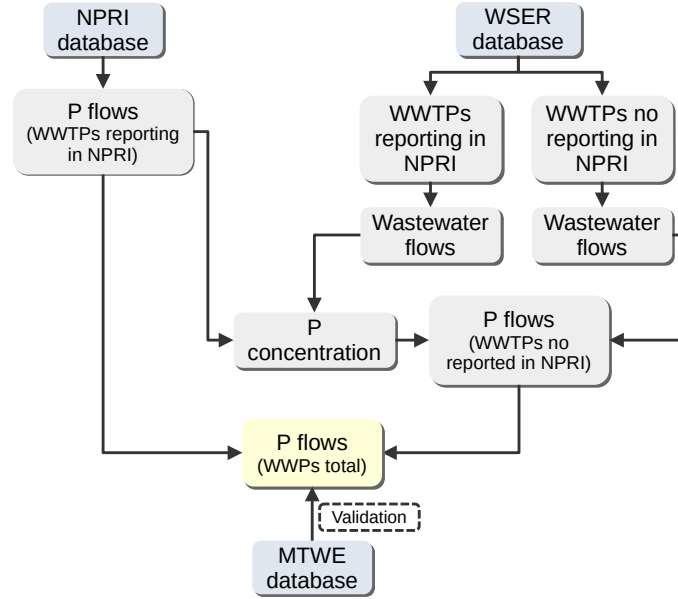 NPRI
database
WSER
database
P flows
(WWTPs reporting
in NPRI)
WWTPs
reporting in
NPRI
WWTPs no
reporting in
NPRI
Wastewater
flows
Wastewater
flows
P
concentration
P flows
(WWTPs no
reported in NPRI)
P flows
(WWPs total)
Validation
MTWE
database